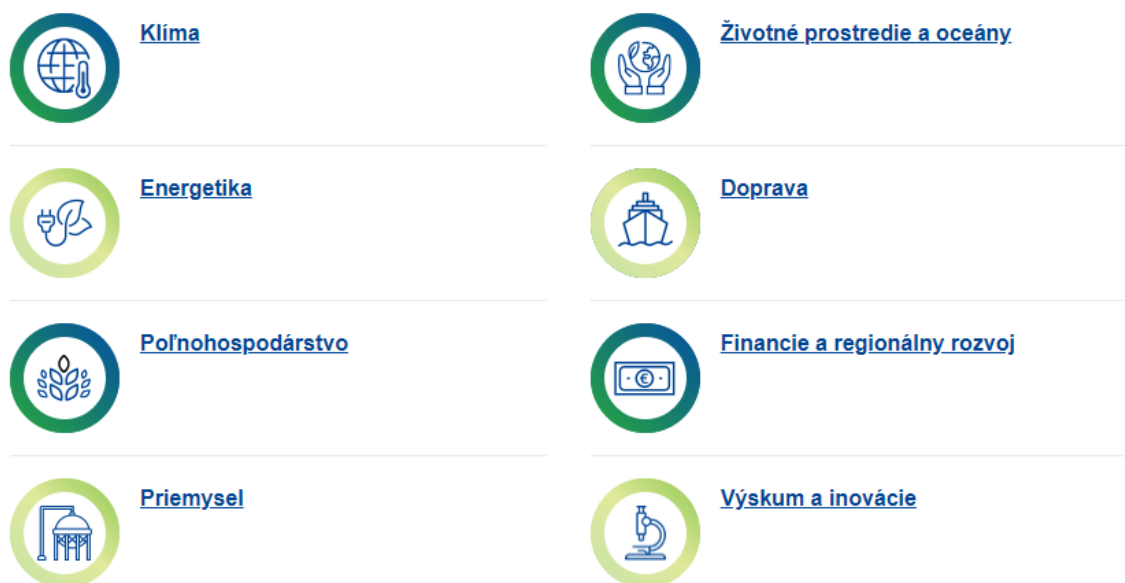 Klíma
Životné prostredie a oceány
Energetika
Doprava
Poľnohospodárstvo
Financie a regionálny rozvoj
€
Priemysel
Výskum a inovácie